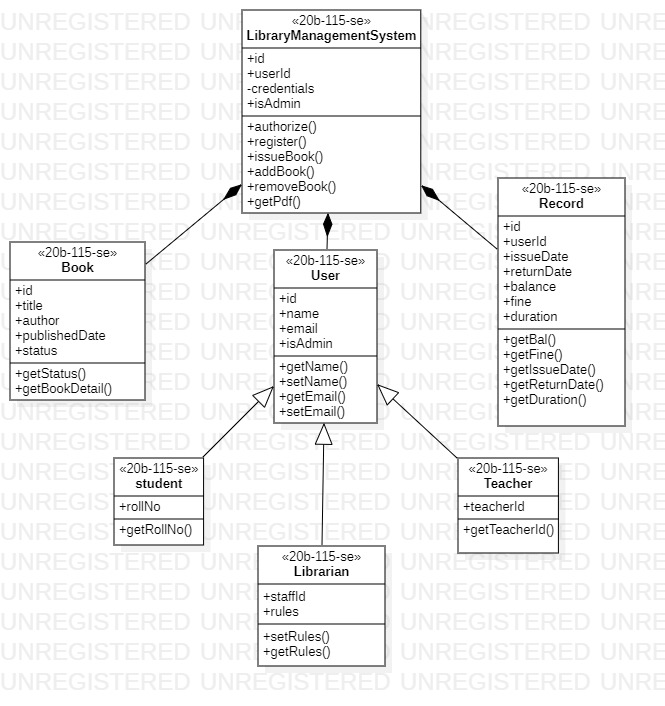 «20b-115-se»
LibraryManagementSystem
+id
+userId
-credentials
+isAdmin
+authorize()
+register()
+issueBook()
+addBook()
+removeBook()
+getPdf()
«20b-115-se»
Book
+id
+title
+author
+publishedDate
+status
+getStatus()
+getBookDetail()
«20b-115-se»
User
+id
+name
+email
+isAdmin
+getName()
+setName()
+getEmail()
+setEmail()
«20b-115-se»
Record
+id
+userId
+issueDate
+returnDate
+balance
+fine
+duration
+getBal()
+getFine()
+getIssueDate()
+getReturnDate()
+getDuration()
«20b-115-se»
student
+rollNo
+getRollNo()
«20b-115-se»
Librarian
+staffId
+rules
+setRules()
+getRules()
«20b-115-se»
Teacher
+teacherId
+getTeacherId()
UNREGISTERED